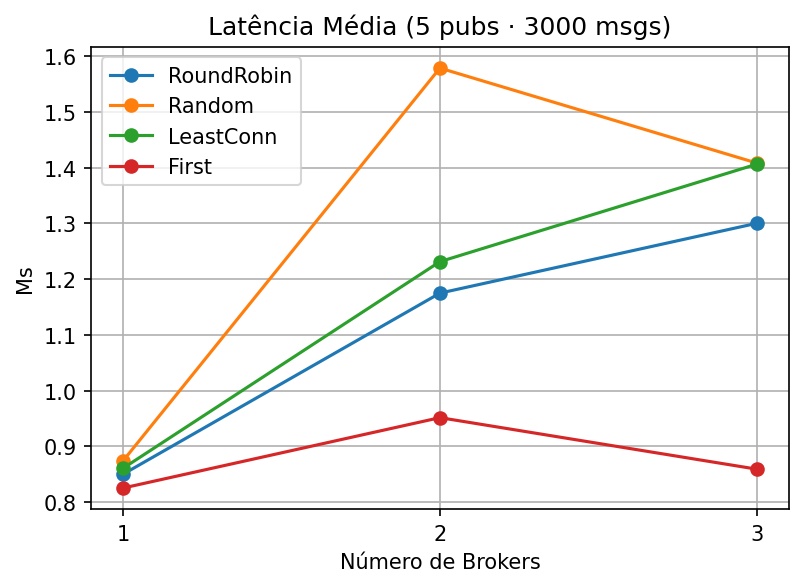 Latência Média (5 pubs · 3000 msgs)
RoundRobin
Random
LeastConn
First
1.6
1.5
1.4
1.3
1.2
1.1
1.0
0.9
0.8
Ms
1 2 3
Número de Brokers